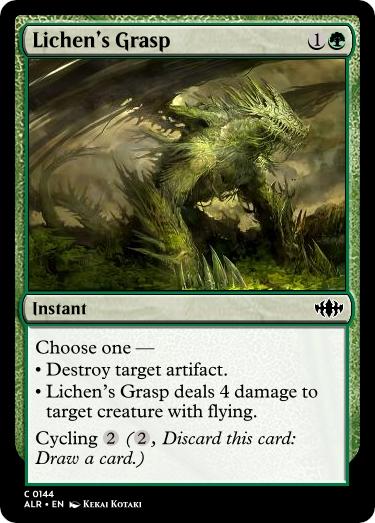 Lichen's Grasp 1
Instant
Choose one —
• Destroy target artifact.
• Lichen's Grasp deals 4 damage to
target creature with flying.
Cycling 2 (2, Discard this card:
Draw a card.)
C 0144
ALR • EN Kekai Kotaki